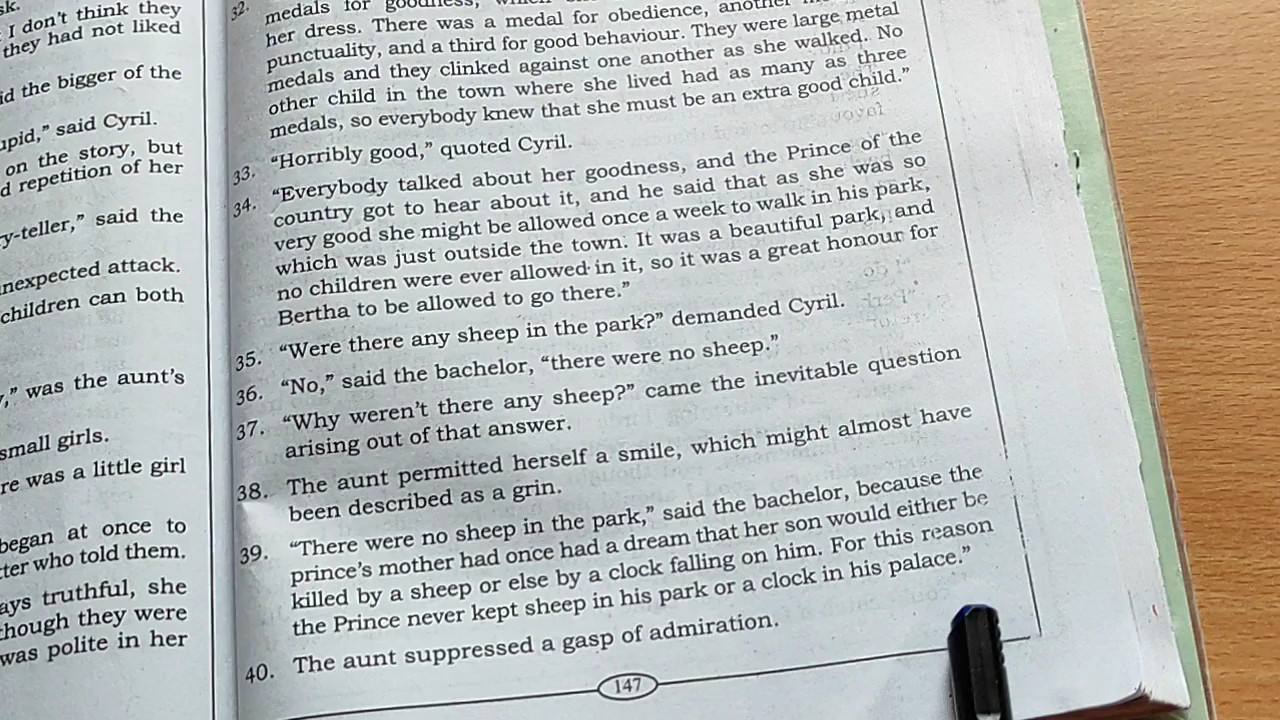 sk.
I don't think they
they had not liked
id the bigger of the
upid," said Cyril.
on the story, but
d repetition of her
y-teller," said the
nexpected attack.
children can both
," was the aunt's
small girls.
re was a little girl
began at once to
ter who told them.
ays truthful, she
though they were
was polite in her
32. medals for goodness,
her dress. There was a medal for obedience, another
punctuality, and a third for good behaviour. They were large metal
medals and they clinked against one another as she walked. No
other child in the town where she lived had as many as three
medals, so everybody knew that she must be an extra good child."
33. "Horribly good," quoted Cyril.
34. "Everybody talked about her goodness, and the Prince of the
country got to hear about it, and he said that as she was so
very good she might be allowed once a week to walk in his park,
which was just outside the town. It was a beautiful park, and
no children were ever allowed in it, so it was a great honour for
Bertha to be allowed to go there."
35. "Were there any sheep in the park?" demanded Cyril.
36. "No," said the bachelor, "there were no sheep."
37. "Why weren't there any sheep?" came the inevitable question
arising out of that answer.
38. The aunt permitted herself a smile, which might almost have
been described as a grin.
39. "There were no sheep in the park," said the bachelor, because the
prince's mother had once had a dream that her son would either be
killed by a sheep or else by a clock falling on him. For this reason
the Prince never kept sheep in his park or a clock in his palace."
40. The aunt suppressed a gasp of admiration.
147